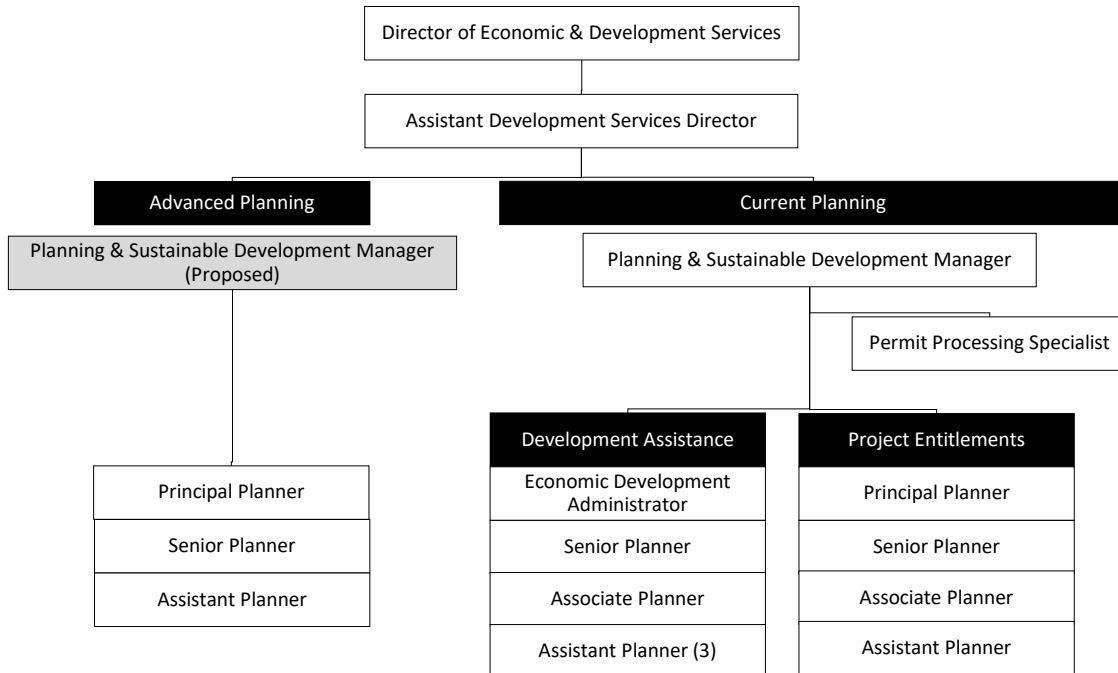 Director of Economic & Development Services
Assistant Development Services Director
Advanced Planning
Current Planning
Planning & Sustainable Development Manager
(Proposed)
Planning & Sustainable Development Manager
Permit Processing Specialist
Development Assistance
Project Entitlements
Principal Planner
Economic Development
Administrator
Principal Planner
Senior Planner
Senior Planner
Senior Planner
Assistant Planner
Associate Planner
Associate Planner
Assistant Planner (3)
Assistant Planner